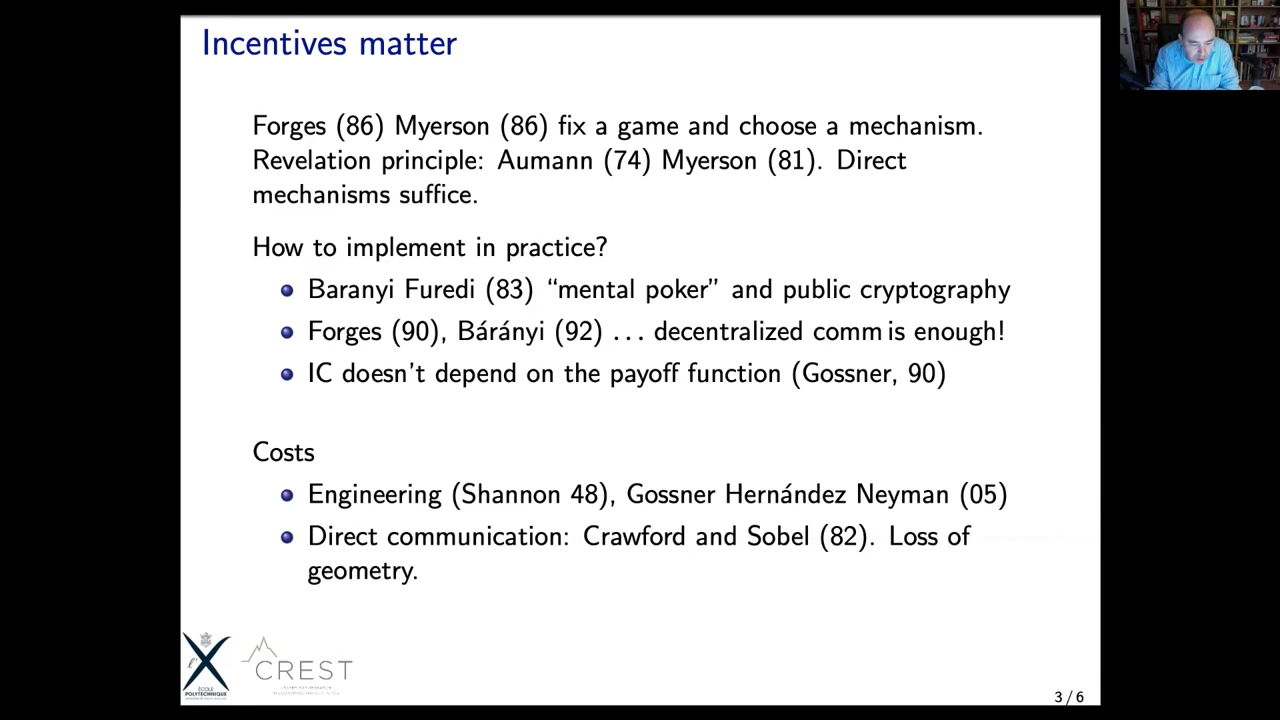 Incentives matter
Forges (86) Myerson (86) fix a game and choose a mechanism.
Revelation principle: Aumann (74) Myerson (81). Direct
mechanisms suffice.
How to implement in practice?
Baranyi Furedi (83) “mental poker” and public cryptography
Forges (90), Bárányi (92) ... decentralized comm is enough!
IC doesn't depend on the payoff function (Gossner, 90)
Costs
Engineering (Shannon 48), Gossner Hernández Neyman (05)
Direct communication: Crawford and Sobel (82). Loss of
geometry.
ÉCOLE
POLYTECHNIQUE
CREST
3 / 6